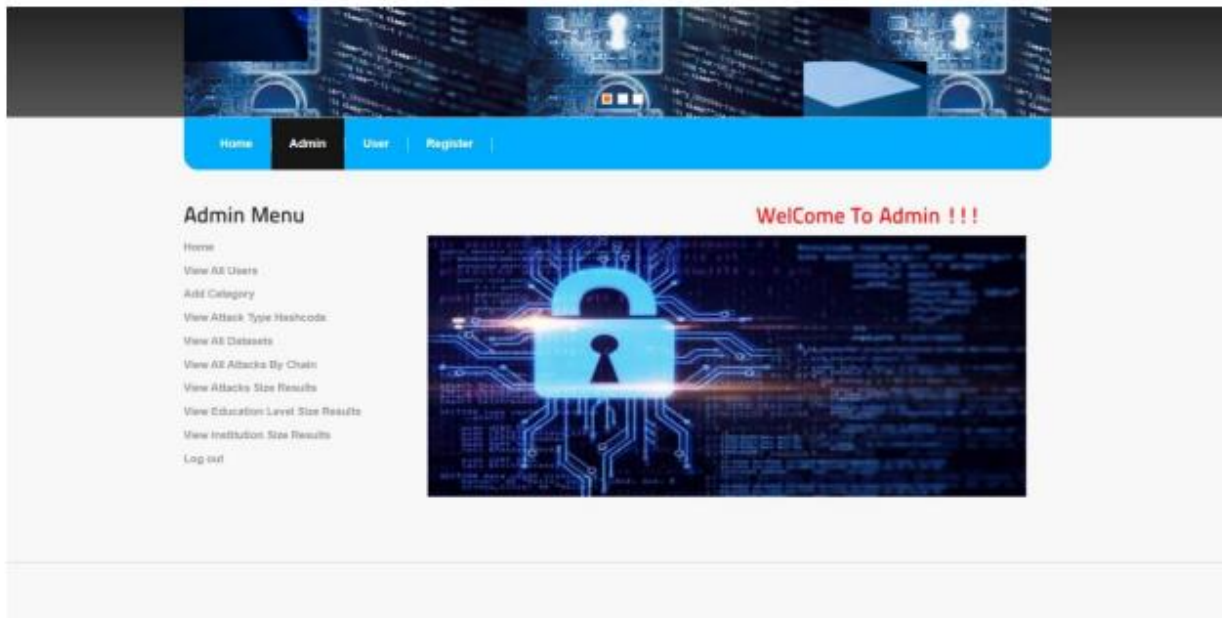 Home
Admin
User
Register
Admin Menu
WelCome To Admin !!!
Home
View All Users
Add Category
View Attack Type Hashcode
View All Datasets
View All Attacks By Chain
View Attacks Size Results
View Education Level Size Results
View Institution Size Results
Log out